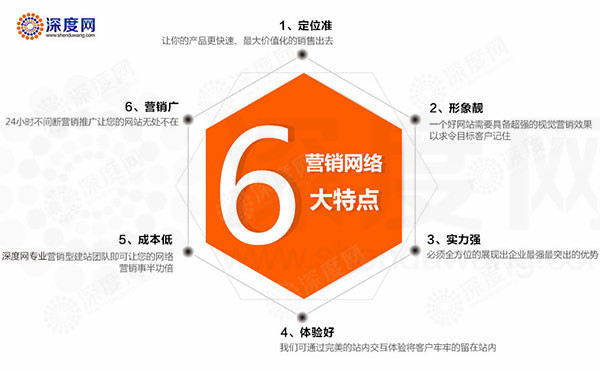 深度网
www.shenduwang.com
1、定位准
让你的产品更快速、最大价值化的销售出去
6、营销广
24小时不间断营销推广让您的网站无处不在
2、形象靓
一个好网站需要具备超强的视觉营销效果
以求令目标客户记住
6
营销网络
大特点
5、成本低
深度网专业营销型建站团队即可让您的网络
营销事半功倍
3、实力强
必须全方位的展现出企业最强最突出的优势
4、体验好
我们可通过完美的站内交互体验将客户牢牢的留在站内